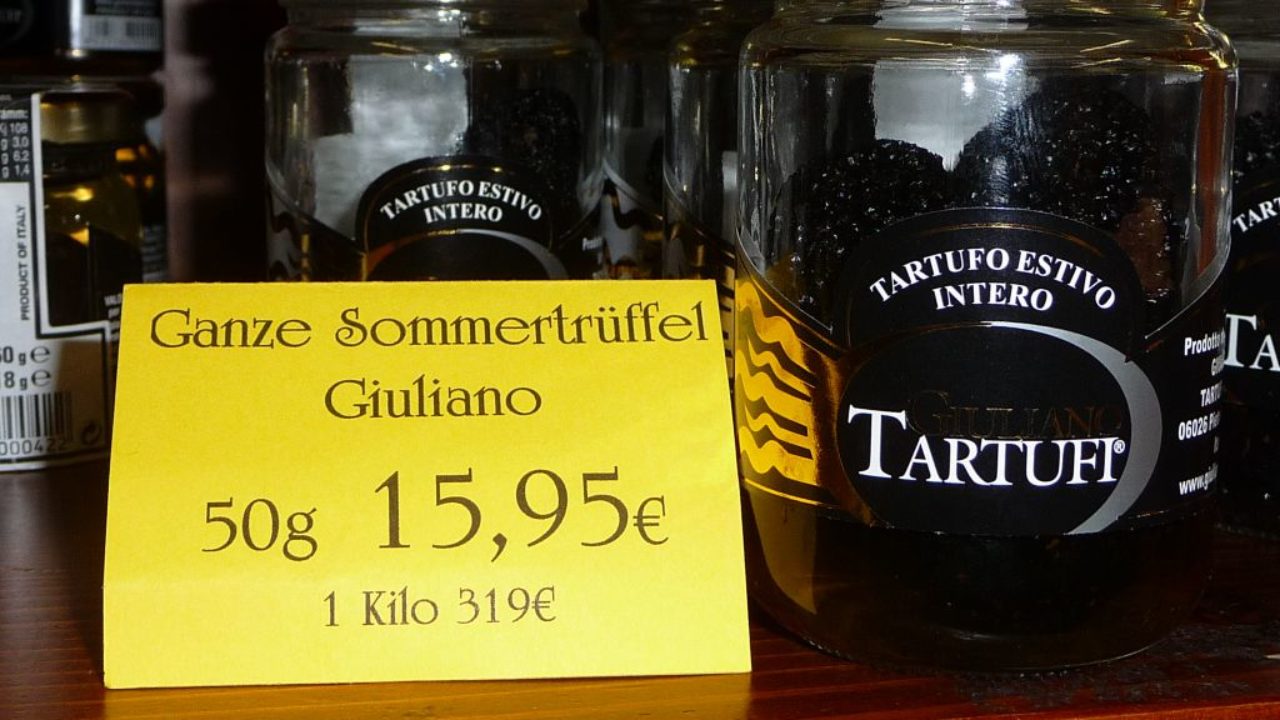 Ganze Sommertrüffel
Giuliano
50g 15,95€
1 Kilo 319€
TARTUFO ESTIVO
INTERO
TARTUFO ESTIVO
INTERO
GIULIANO
TARTUFI®
06026
PRODUCT OF ITALY